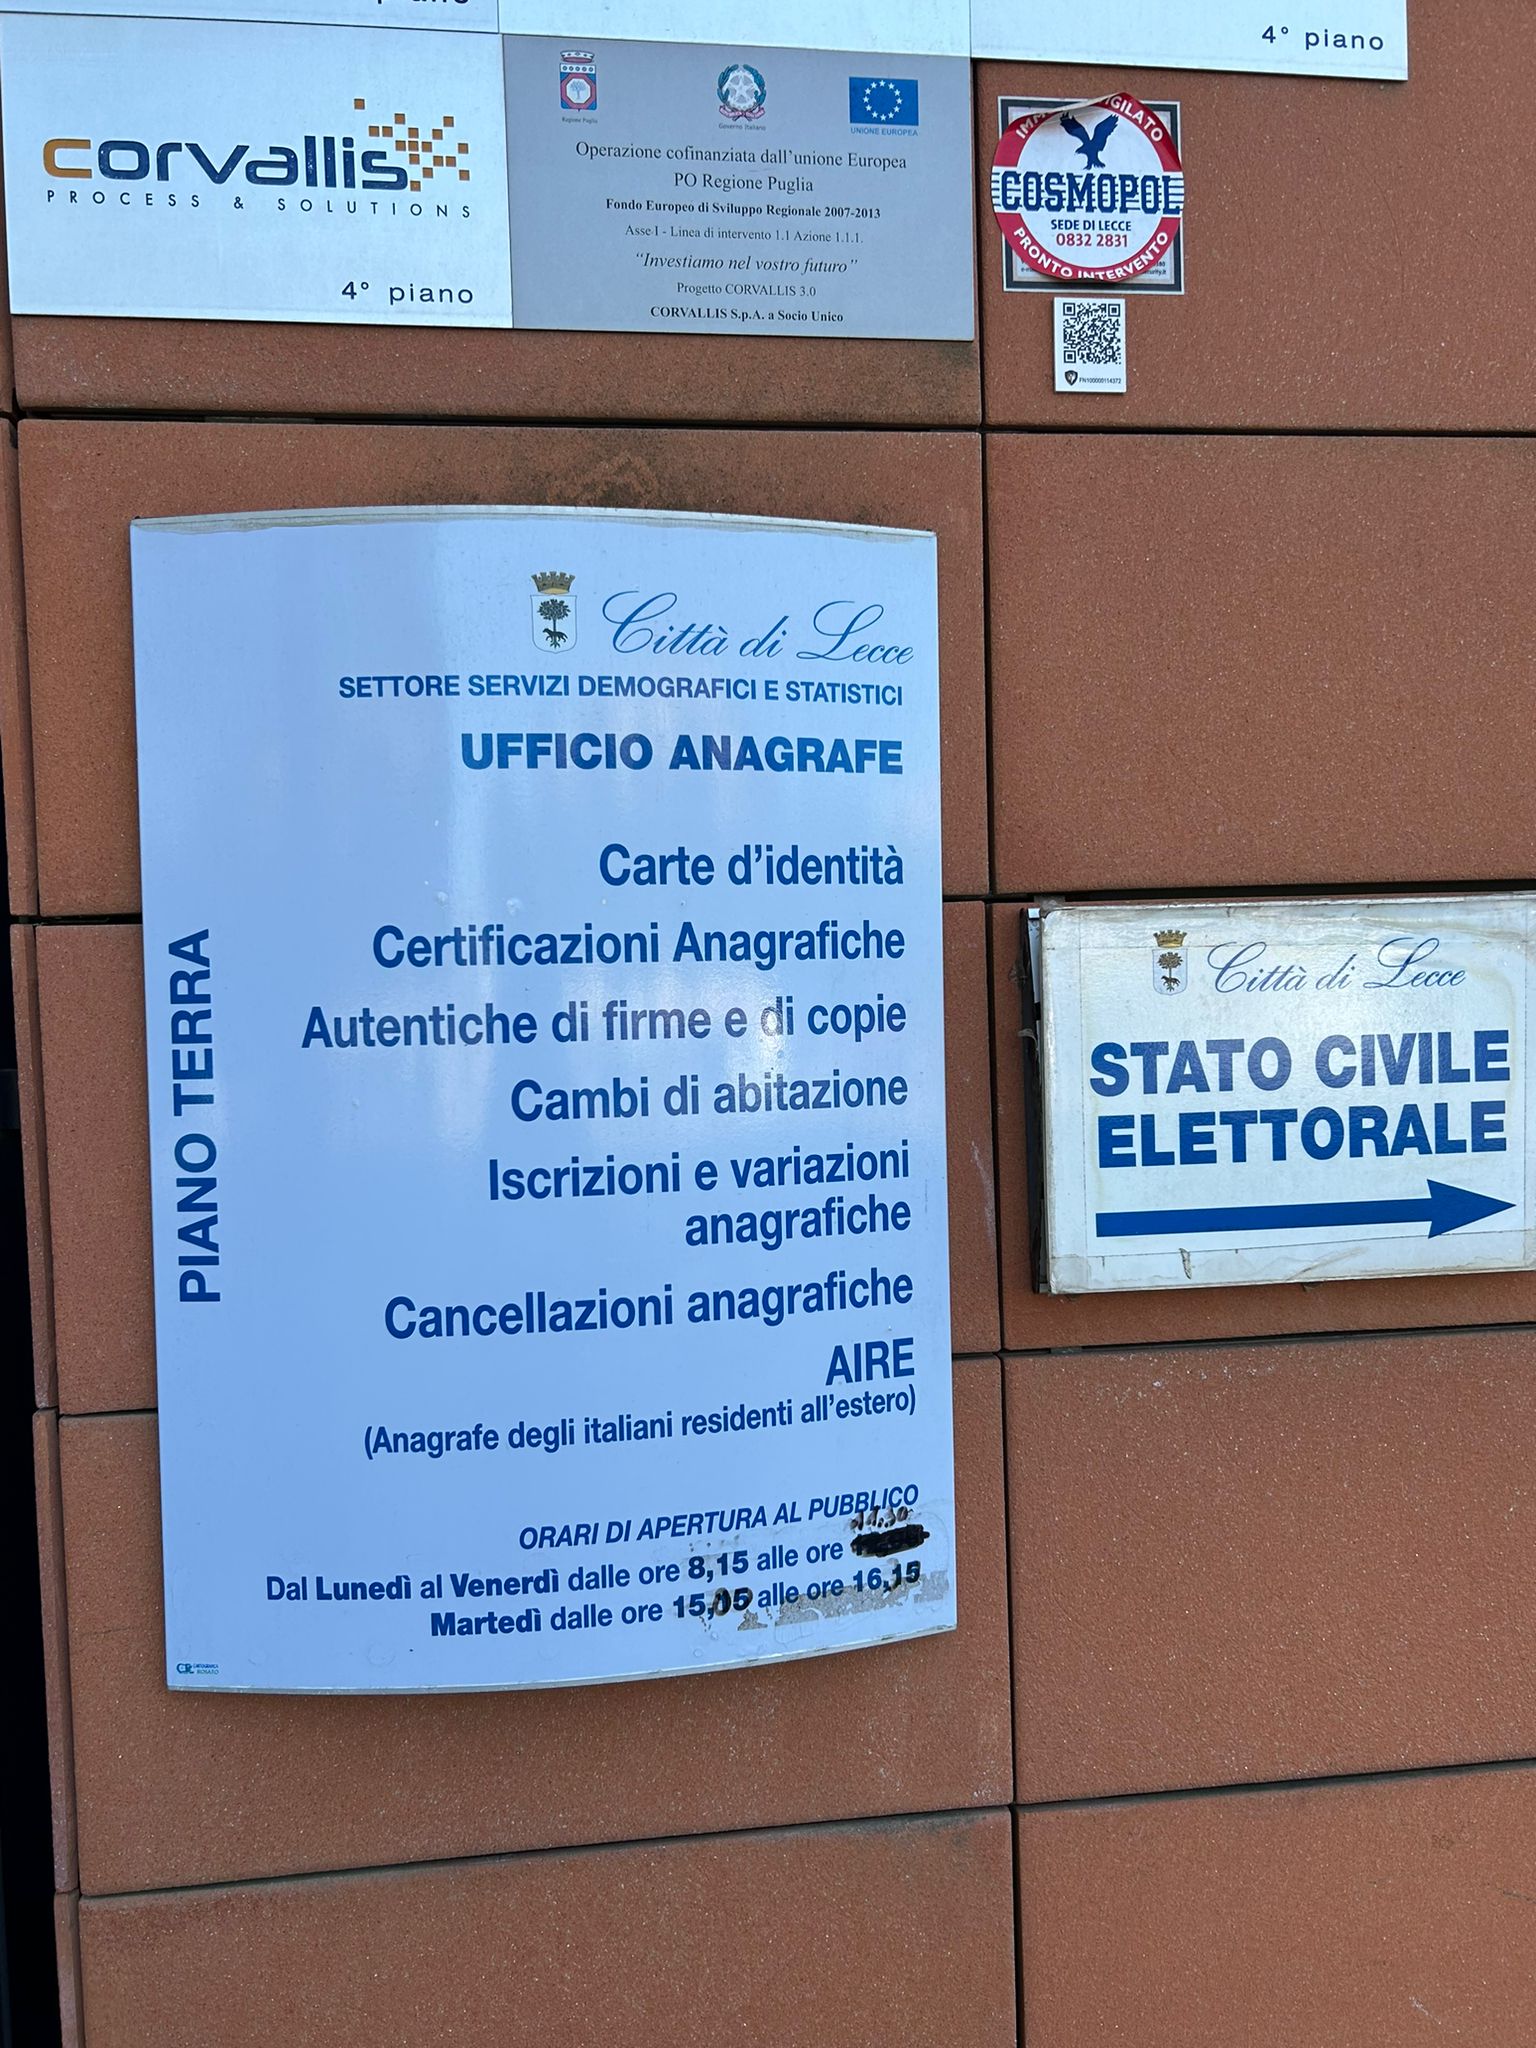 4° piano
corvallis
PROCESS & SOLUTIONS
4° piano
Regione Puglia
Governo Italiano
UNIONE EUROPEA
Operazione cofinanziata dall'unione Europea
PO Regione Puglia
Fondo Europeo di Sviluppo Regionale 2007-2013
Asse I - Linea di intervento 1.1 Azione 1.1.1.
"Investiamo nel vostro futuro"
Progetto CORVALLIS 3.0
CORVALLIS S.p.A. a Socio Unico
COSMOPOL
SEDE DI LECCE
0832 2831
PRONTO INTERVENTO
FN100000114372
Città di Lecce
SETTORE SERVIZI DEMOGRAFICI E STATISTICI
UFFICIO ANAGRAFE
PIANO TERRA
Carte d'identità
Certificazioni Anagrafiche
Autentiche di firme e di copie
Cambi di abitazione
Iscrizioni e variazioni
anagrafiche
Cancellazioni anagrafiche
AIRE
(Anagrafe degli italiani residenti all'estero)
ORARI DI APERTURA AL PUBBLICO
11.30
Dal Lunedì al Venerdì dalle ore 8,15 alle ore
Martedì dalle ore 15,05 alle ore 16,15
Città di Lecce
STATO CIVILE
ELETTORALE